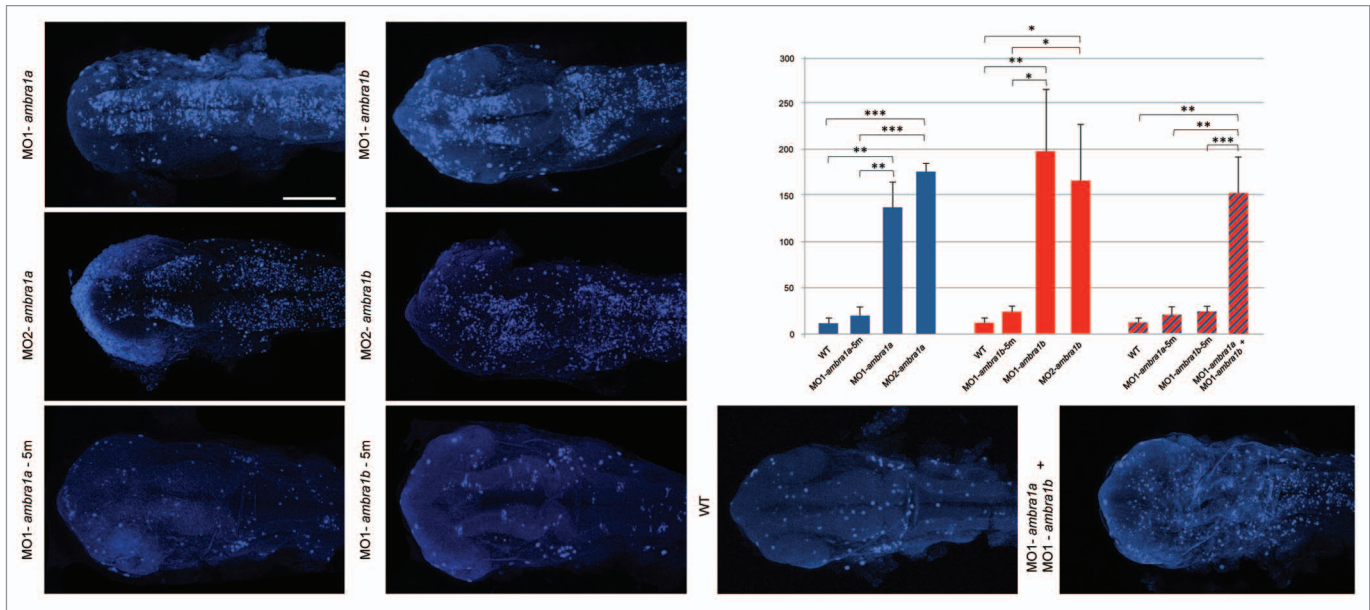 MO1- ambra1a
MO1- ambra1b
MO2- ambra1a
MO2- ambra1b
MO1- ambra1a - 5m
MO1- ambra1b - 5m
300
250
200
150
100
50
0
***
***
**
**
*
*
**
*
**
**
***
WT
MO1-ambra1a-5m
MO1-ambra1a
MO2-ambra1a
WT
MO1-ambra1b-5m
MO1-ambra1b
MO2-ambra1b
WT
MO1-ambra1a-5m
MO1-ambra1b-5m
MO1-ambra1a
MO1-ambra1b +
WT
MO1- ambra1a +
MO1 - ambra1b